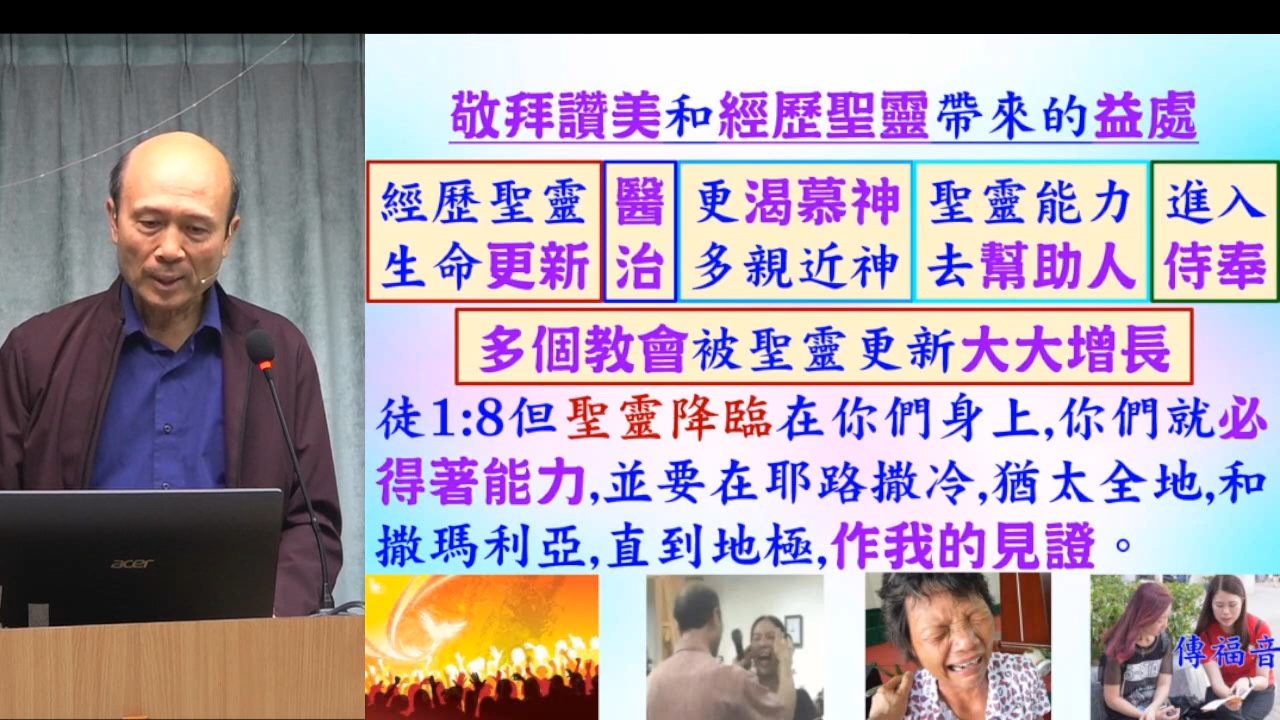 敬拜讚美和經歷聖靈帶來的益處
經歷聖靈
生命更新
醫
治
更渴慕神
多親近神
聖靈能力
去幫助人
進入
侍奉
多個教會被聖靈更新大大增長
徒1:8但聖靈降臨在你們身上,你們就必
得著能力,並要在耶路撒冷,猶太全地,和
撒瑪利亞,直到地極,作我的見證。
傳福音
acer